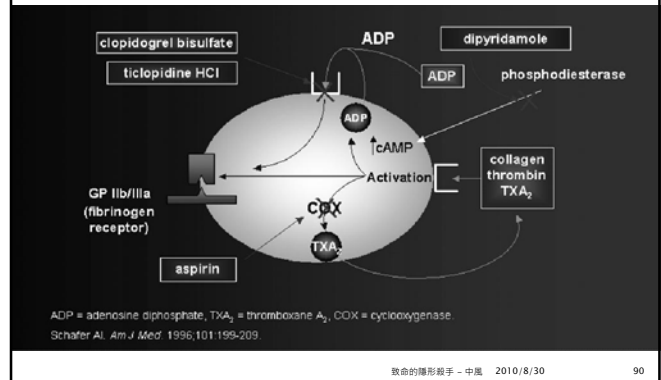 clopidogrel bisulfate
ticlopidine HCl
ADP
dipyridamole
ADP
phosphodiesterase
ADP
↑cAMP
Activation
collagen
thrombin
TXA₂
GP IIb/IIIa
(fibrinogen
receptor)
COX
TXA₂
aspirin
ADP = adenosine diphosphate, TXA₂ = thromboxane A₂, COX = cyclooxygenase.
Schafer AI. Am J Med. 1996;101:199-209.
致命的隱形殺手 – 中風 2010/8/30 90